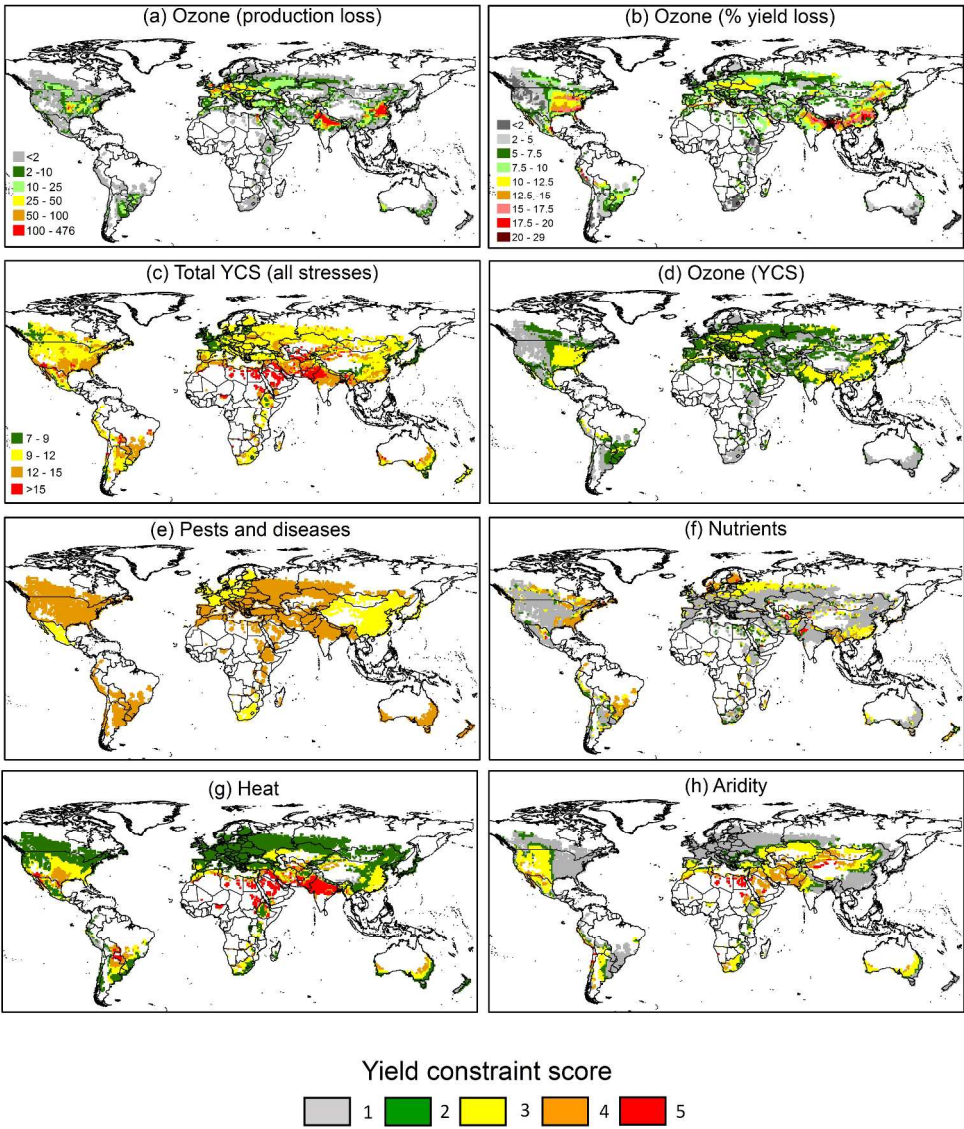 (a) Ozone (production loss)
<2
2 -10
10 - 25
25 - 50
50 - 100
100 - 476
(b) Ozone (% yield loss)
<2
2 - 5
5 - 7.5
7.5 - 10
10 - 12.5
12.5 - 15
15 - 17.5
17.5 - 20
20 - 29
(c) Total YCS (all stresses)
7 - 9
9 - 12
12 - 15
>15
(d) Ozone (YCS)
(e) Pests and diseases
(f) Nutrients
(g) Heat
(h) Aridity
Yield constraint score
1 2 3 4 5